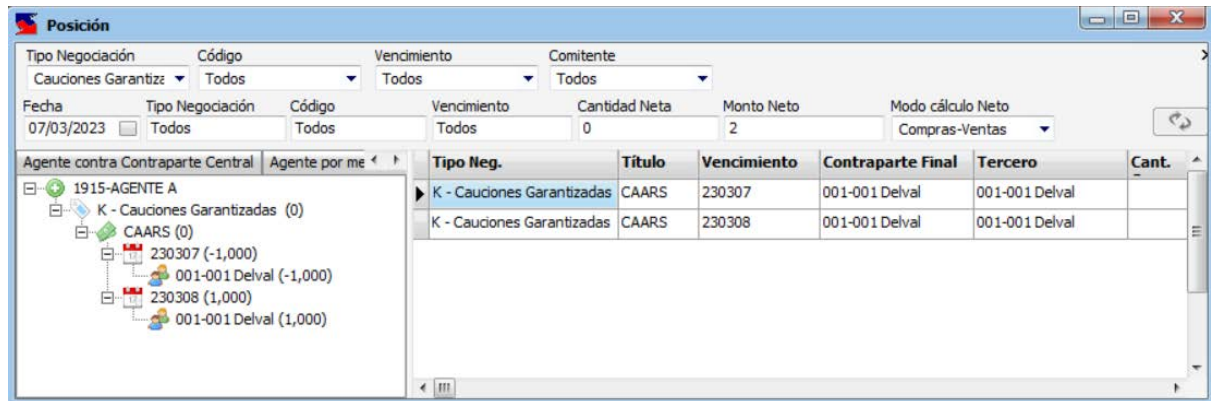 Posición
Tipo Negociación Código Vencimiento Comitente
Cauciones Garantiza Todos Todos Todos
Fecha Tipo Negociación Código Vencimiento Cantidad Neta Monto Neto Modo cálculo Neto
07/03/2023 Todos Todos Todos 0 2 Compras-Ventas
Agente contra Contraparte Central Agente por me Tipo Neg. Título Vencimiento Contraparte Final Tercero Cant.
1915-AGENTE A
K - Cauciones Garantizadas (0)
CAARS (0)
230307 (-1,000)
001-001 Delval (-1,000)
230308 (1,000)
001-001 Delval (1,000)
K - Cauciones Garantizadas CAARS 230307 001-001 Delval 001-001 Delval
K - Cauciones Garantizadas CAARS 230308 001-001 Delval 001-001 Delval